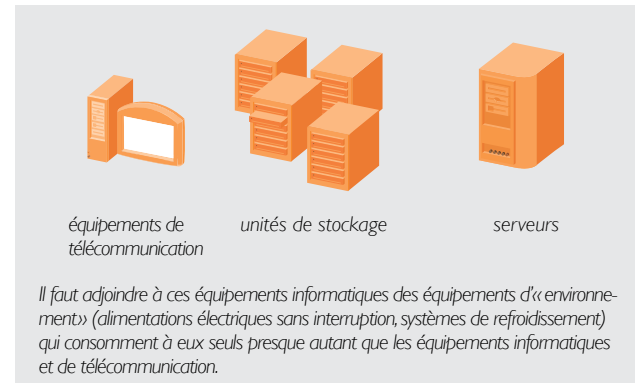 équipements de
télécommunication
unités de stockage
serveurs
Il faut adjoindre à ces équipements informatiques des équipements d'« environne-
ment» (alimentations électriques sans interruption, systèmes de refroidissement)
qui consomment à eux seuls presque autant que les équipements informatiques
et de télécommunication.